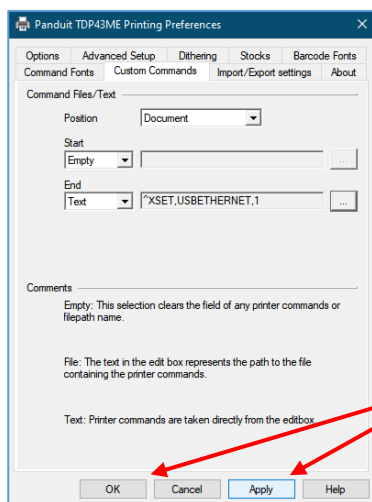 Panduit TDP43ME Printing Preferences
Options Advanced Setup Dithering Stocks Barcode Fonts
Command Fonts Custom Commands Import/Export settings About
Command Files/Text
Position Document
Start
Empty ...
End
Text ^XSET,USBETHERNET,1 ...
Comments
Empty: This selection clears the field of any printer commands or
filepath name.
File: The text in the edit box represents the path to the file
containing the printer commands.
Text: Printer commands are taken directly from the editbox
OK Cancel Apply Help